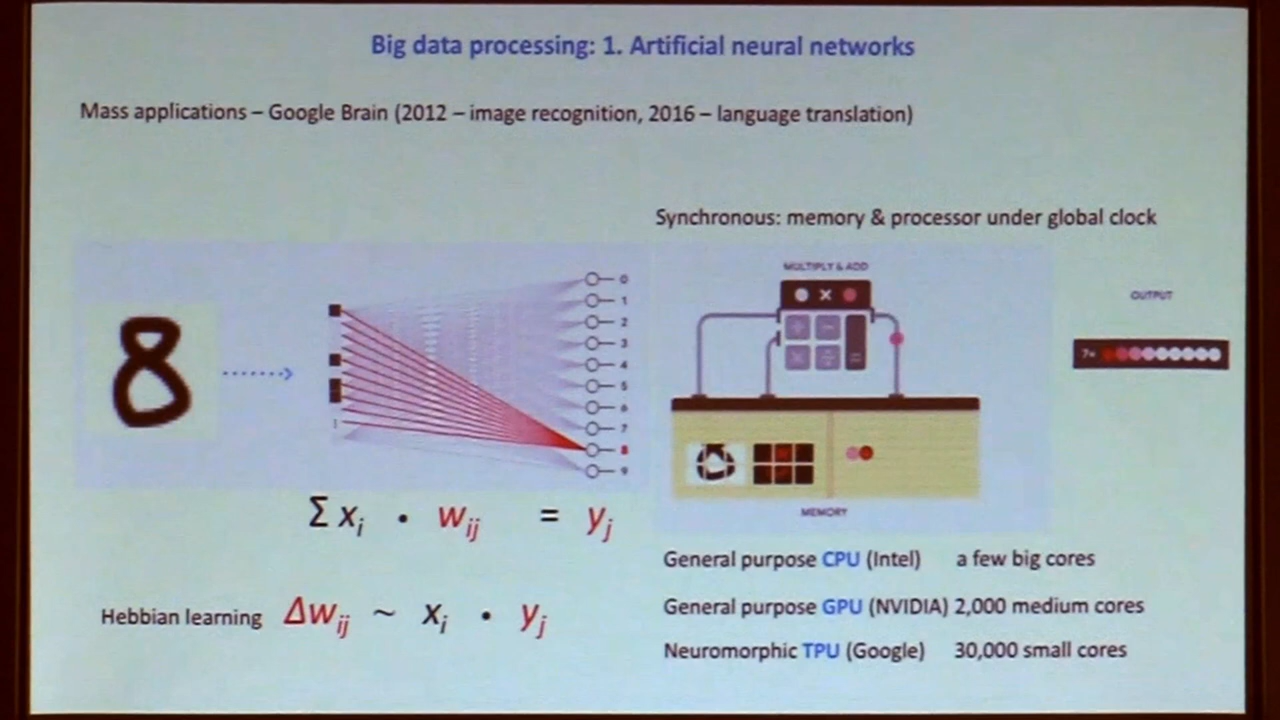 Big data processing: 1. Artificial neural networks
Mass applications – Google Brain (2012 – image recognition, 2016 – language translation)
Synchronous: memory & processor under global clock
MULTIPLY & ADD
OUTPUT
8
0
1
2
3
4
5
6
7
8
9
MEMORY
Σ xi • wij = yj
Hebbian learning Δwij ~ xi • yj
General purpose CPU (Intel) a few big cores
General purpose GPU (NVIDIA) 2,000 medium cores
Neuromorphic TPU (Google) 30,000 small cores